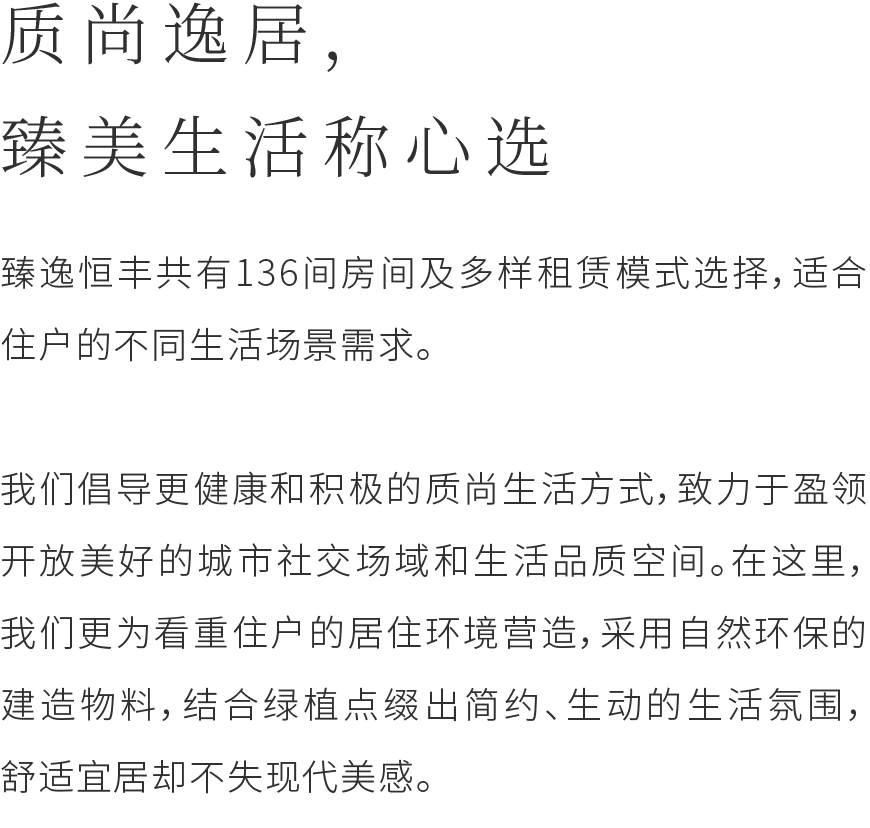 质尚逸居，
臻美生活称心选
臻逸恒丰共有136间房间及多样租赁模式选择，适合
住户的不同生活场景需求。
我们倡导更健康和积极的质尚生活方式，致力于盈领
开放美好的城市社交场域和生活品质空间。在这里，
我们更为看重住户的居住环境营造，采用自然环保的
建造物料，结合绿植点缀出简约、生动的生活氛围，
舒适宜居却不失现代美感。